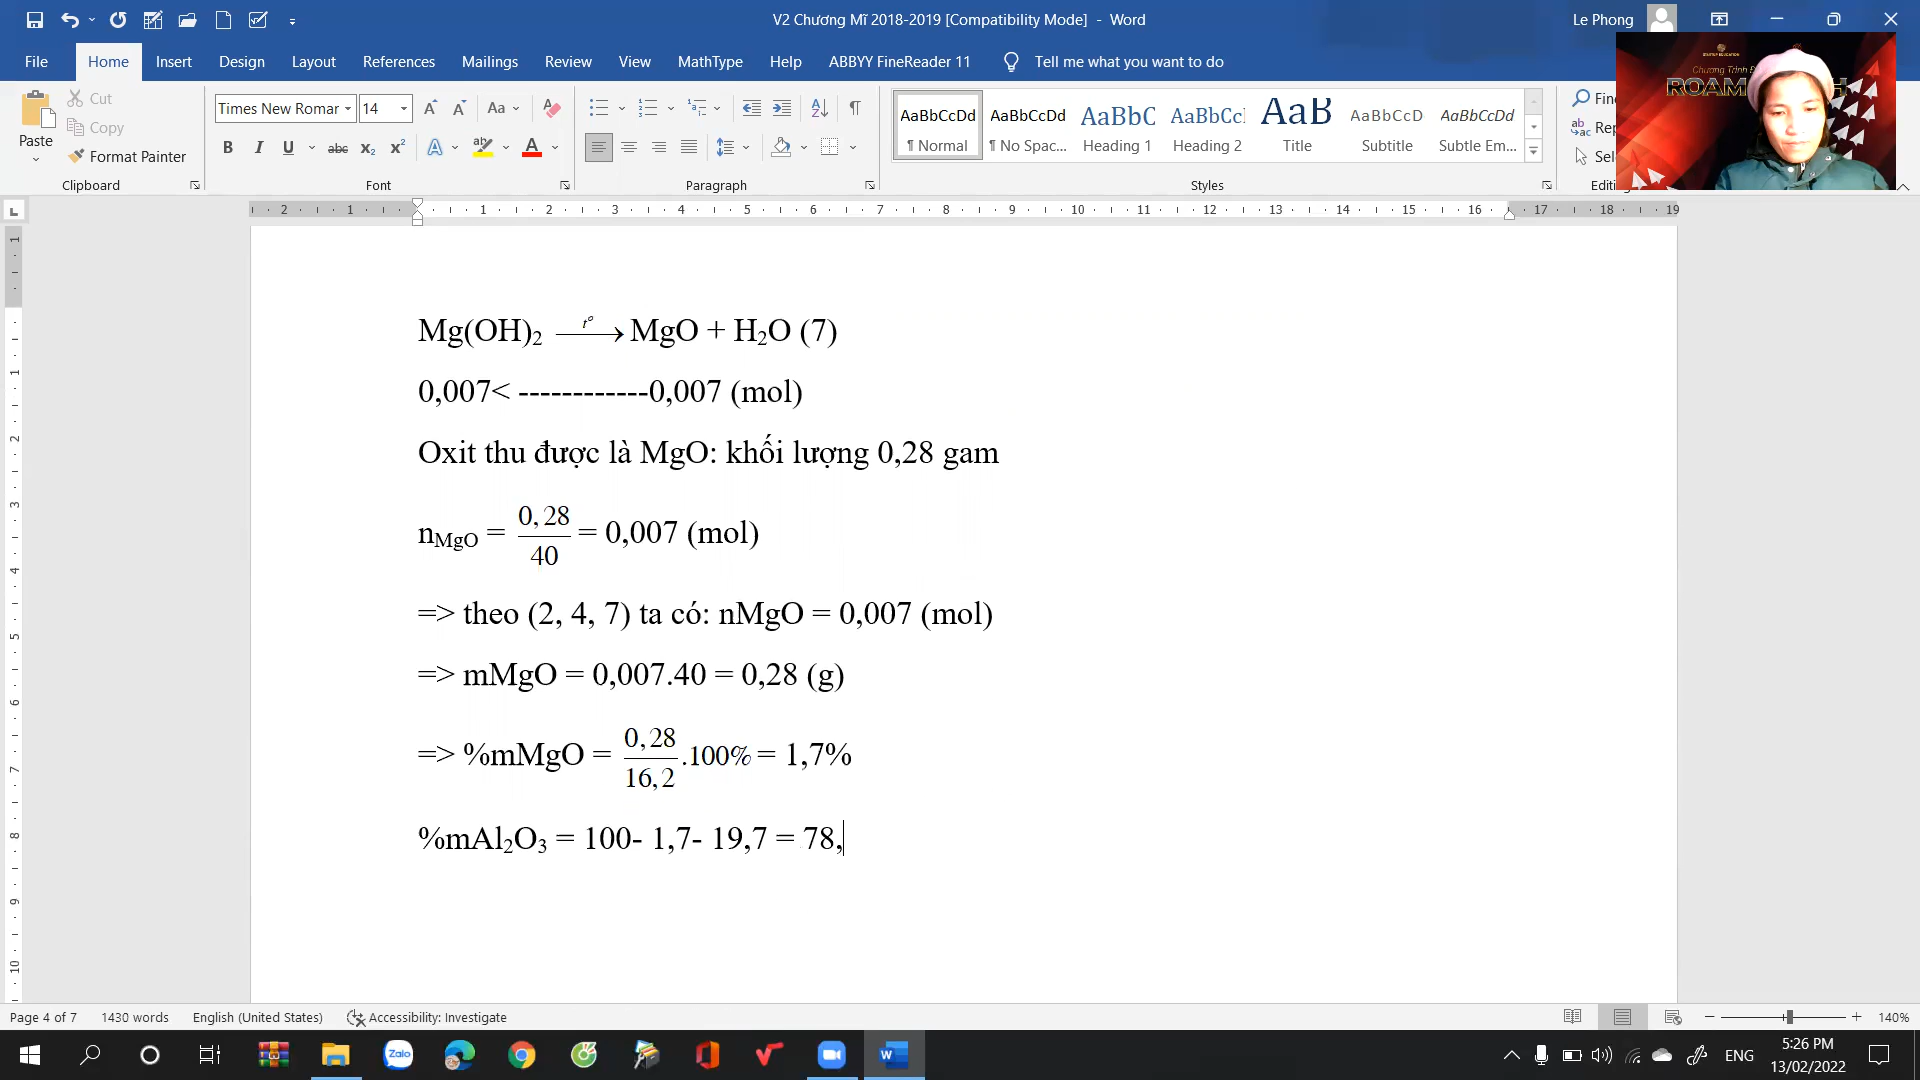 V2 Chương Mĩ 2018-2019 [Compatibility Mode] - Word
Le Phong
File Home Insert Design Layout References Mailings Review View MathType Help ABBYY FineReader 11 Tell me what you want to do
Paste
Cut
Copy
Format Painter
Clipboard
Times New Roman 14
Font
Paragraph
AaBbCcDd AaBbCcDd AaBbC AaBbCc AaB AaBbCcD AaBbCcDd
¶ Normal ¶ No Spac... Heading 1 Heading 2 Title Subtitle Subtle Em...
Styles
Mg(OH)₂ —tº→ MgO + H₂O (7)
0,007< ------------0,007 (mol)
Oxit thu được là MgO: khối lượng 0,28 gam
nMgO = 0,28/40 = 0,007 (mol)
=> theo (2, 4, 7) ta có: nMgO = 0,007 (mol)
=> mMgO = 0,007.40 = 0,28 (g)
=> %mMgO = 0,28/16,2 .100% = 1,7%
%mAl₂O₃ = 100- 1,7- 19,7 = 78,
Page 4 of 7 1430 words English (United States) Accessibility: Investigate 140%
Zalo
ENG
5:26 PM
13/02/2022